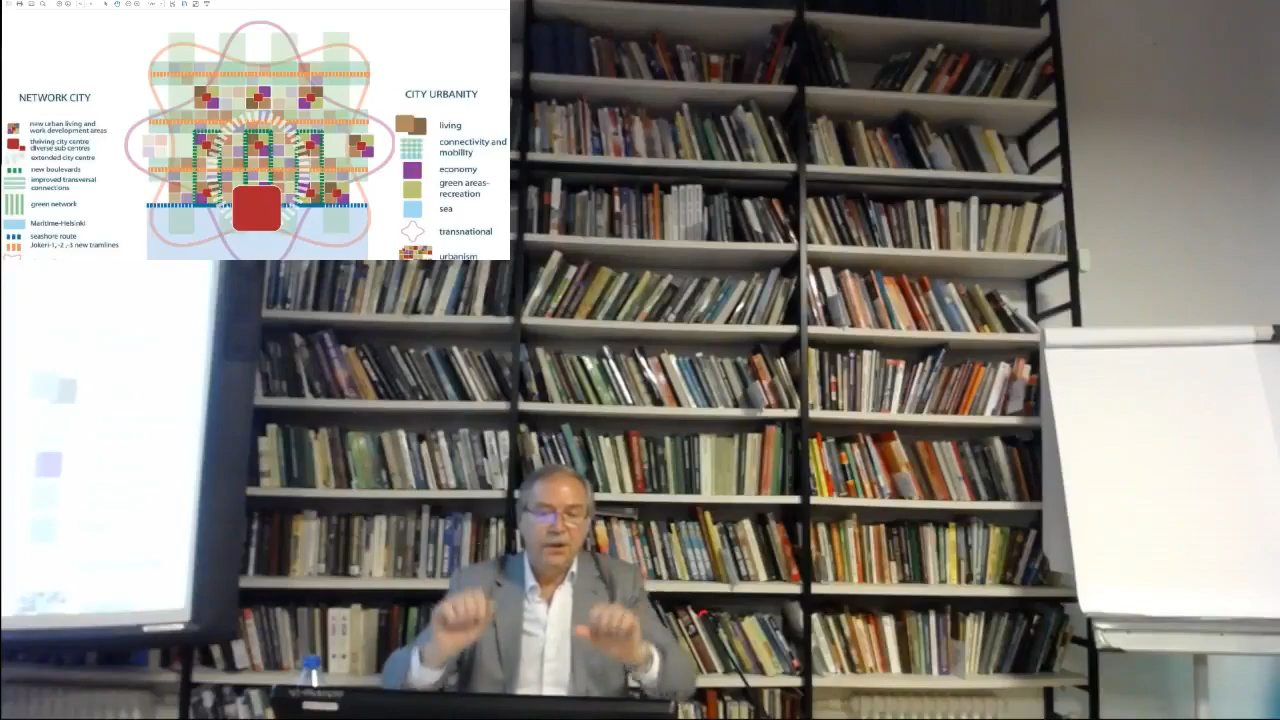 NETWORK CITY
new urban living and
work development areas
thriving city centre
diverse sub centres
extended city centre
new boulevards
improved transversal
connections
green network
Maritime-Helsinki
seashore route
Jokeri-1, -2 ,-3 new tramlines
CITY URBANITY
living
connectivity and
mobility
economy
green areas-
recreation
sea
transnational
urbanism